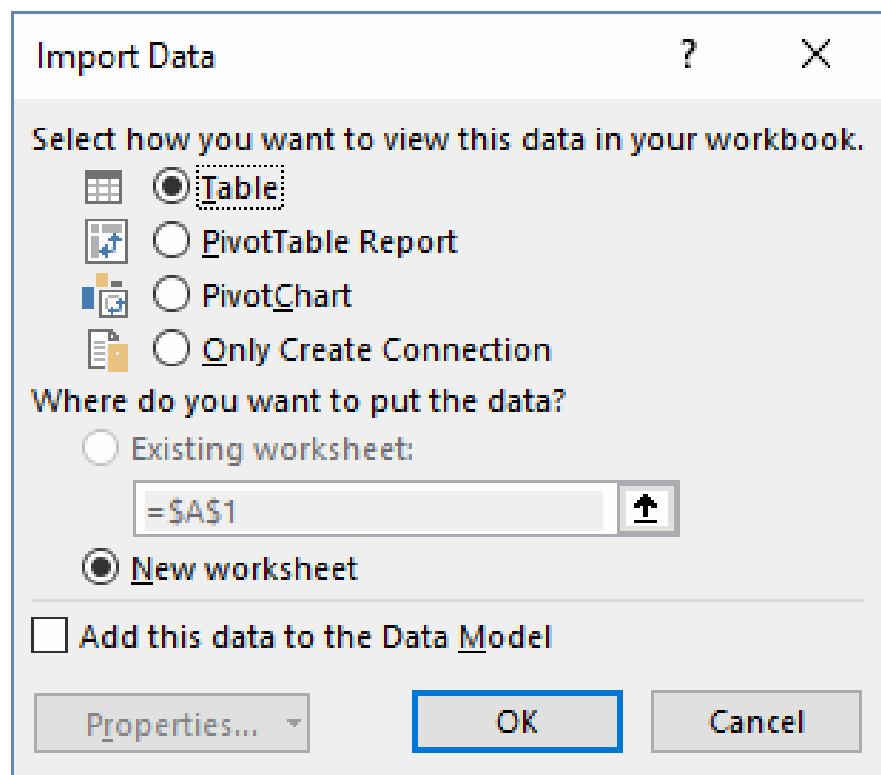 Import Data ?
Select how you want to view this data in your workbook.
Table
PivotTable Report
PivotChart
Only Create Connection
Where do you want to put the data?
Existing worksheet:
=$A$1
New worksheet
Add this data to the Data Model
Properties... OK Cancel